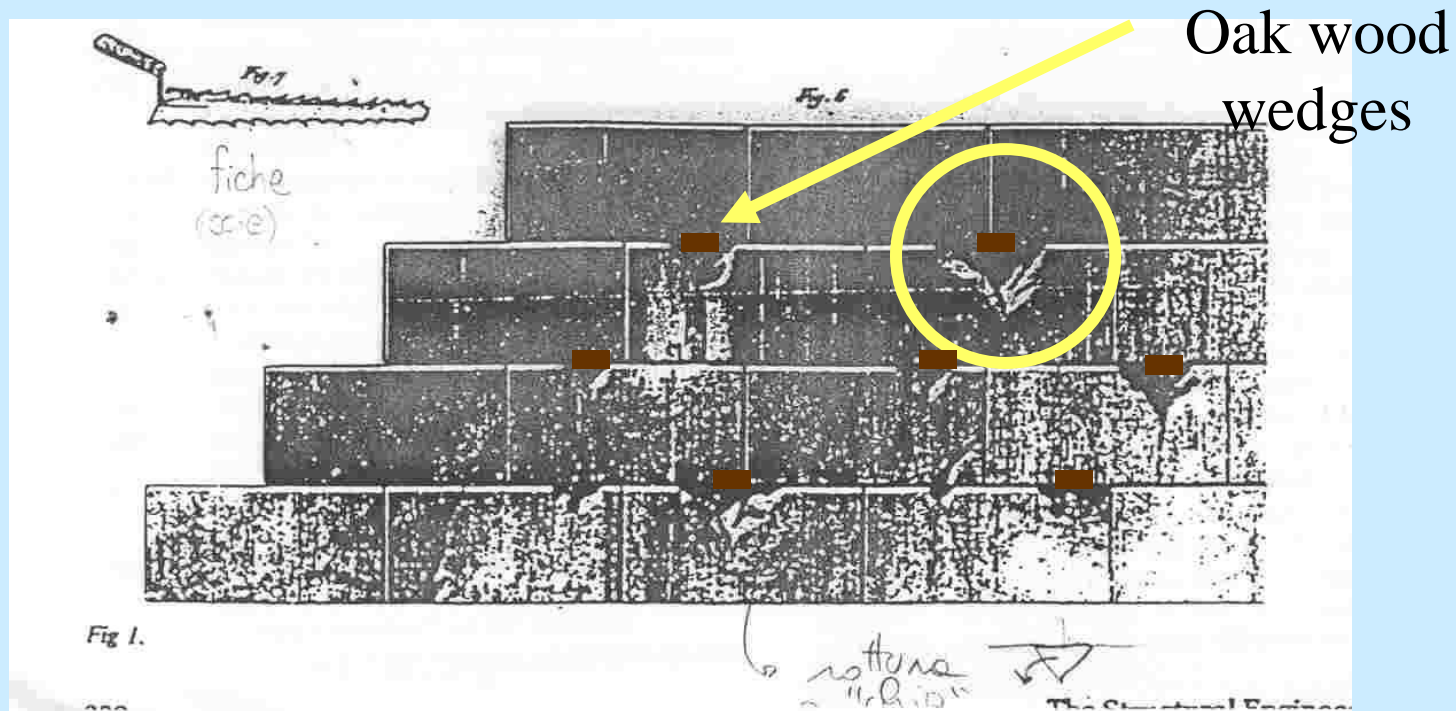 Oak wood
wedges
Fig. 7
Fig. 6
fiche
Fig 1.
rottura
The Structural Enginee